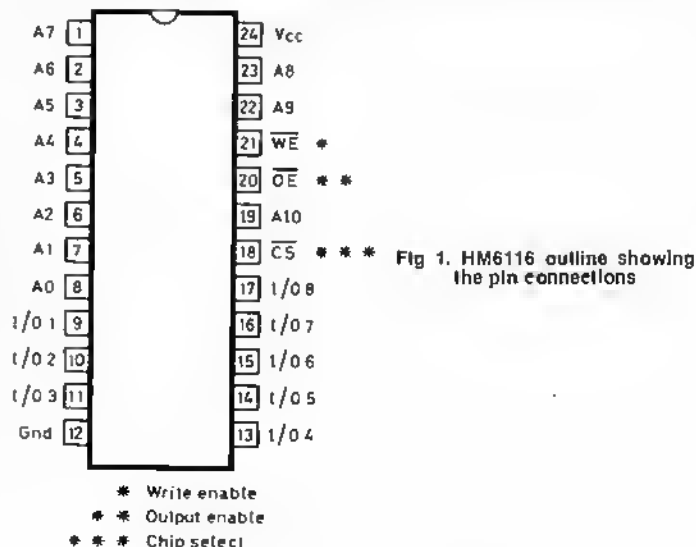 A7 1 24 Vcc
A6 2 23 A8
A5 3 22 A9
A4 4 21 WE *
A3 5 20 OE * *
A2 6 19 A10
A1 7 18 CS * * *
A0 8 17 I/O 8
I/O 1 9 16 I/O 7
I/O 2 10 15 I/O 6
I/O 3 11 14 I/O 5
Gnd 12 13 I/O 4
Fig 1. HM6116 outline showing
the pin connections
* Write enable
* * Output enable
* * * Chip select